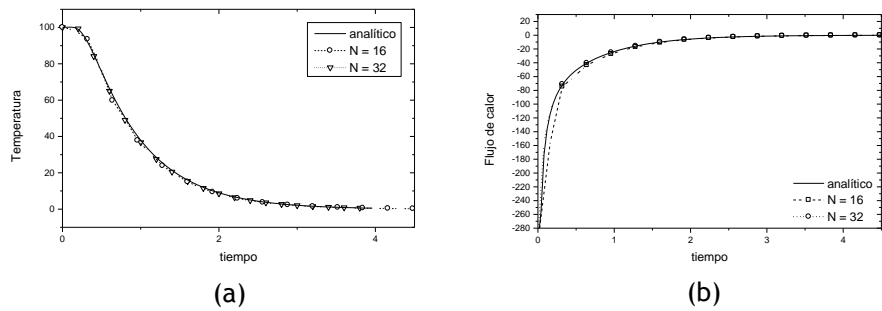 100
80
60
40
20
0
Temperatura
0
2
4
tiempo
analítico
N = 16
N = 32
(a)
20
0
-20
-40
-60
-80
-100
-120
-140
-160
-180
-200
-220
-240
-260
-280
Flujo de calor
0
1
2
3
4
tiempo
analítico
N = 16
N = 32
(b)